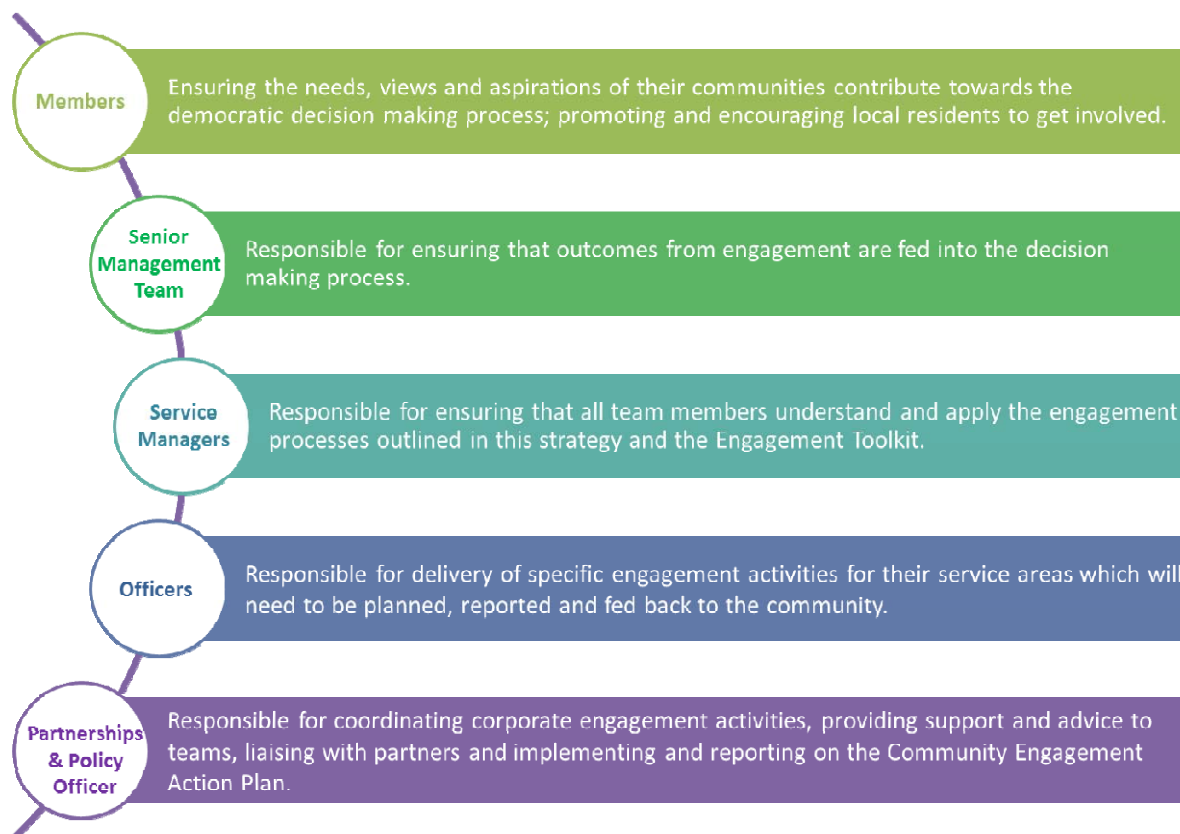 Members
Ensuring the needs, views and aspirations of their communities contribute towards the
democratic decision making process; promoting and encouraging local residents to get involved.
Senior
Management
Team
Responsible for ensuring that outcomes from engagement are fed into the decision
making process.
Service
Managers
Responsible for ensuring that all team members understand and apply the engagement
processes outlined in this strategy and the Engagement Toolkit.
Officers
Responsible for delivery of specific engagement activities for their service areas which will
need to be planned, reported and fed back to the community.
Partnerships
& Policy
Officer
Responsible for coordinating corporate engagement activities, providing support and advice to
teams, liaising with partners and implementing and reporting on the Community Engagement
Action Plan.